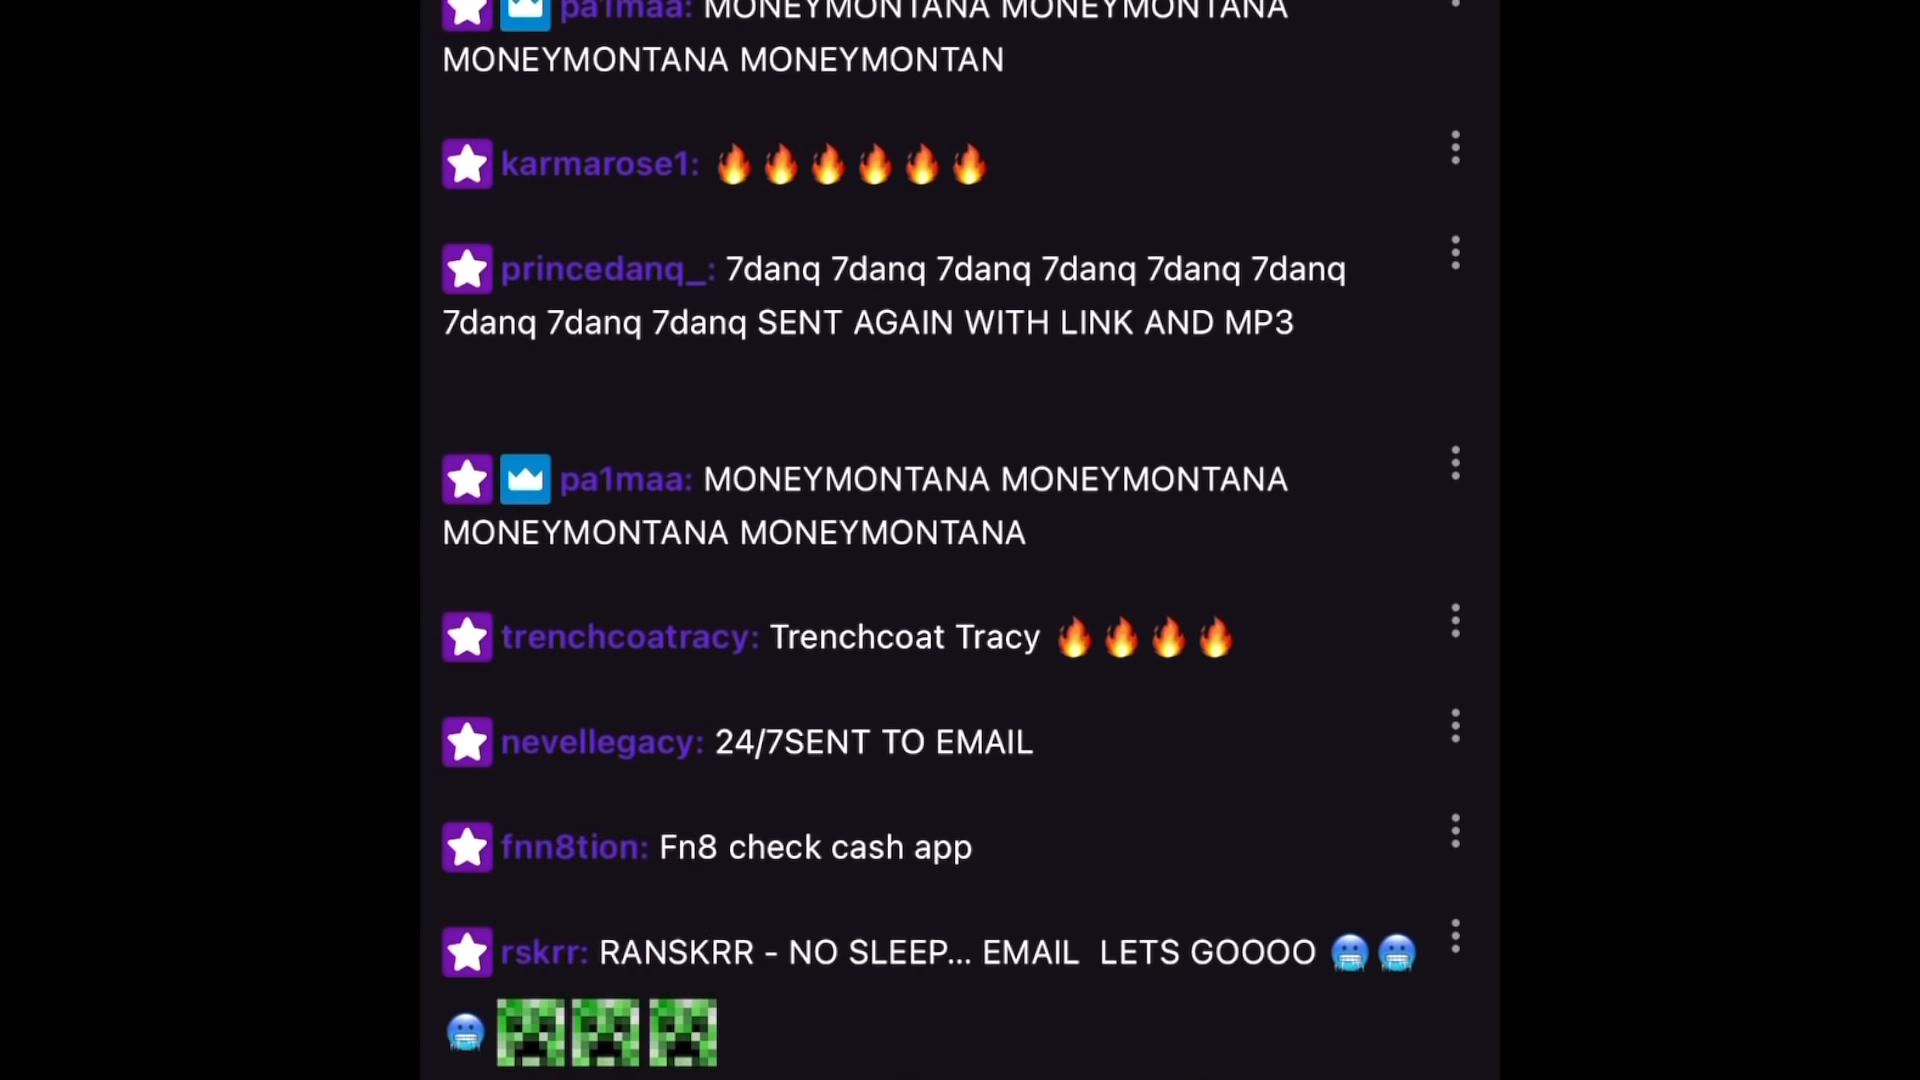 pa1maa: MONEYMONTANA MONEYMONTANA
MONEYMONTANA MONEYMONTAN
karmarose1: 🔥🔥🔥🔥🔥🔥
princedanq_: 7danq 7danq 7danq 7danq 7danq 7danq
7danq 7danq 7danq SENT AGAIN WITH LINK AND MP3
pa1maa: MONEYMONTANA MONEYMONTANA
MONEYMONTANA MONEYMONTANA
trenchcoatracy: Trenchcoat Tracy 🔥🔥🔥🔥
nevellegacy: 24/7SENT TO EMAIL
fnn8tion: Fn8 check cash app
rskrr: RANSKRR - NO SLEEP... EMAIL LETS GOOOO 🥶🥶
🥶